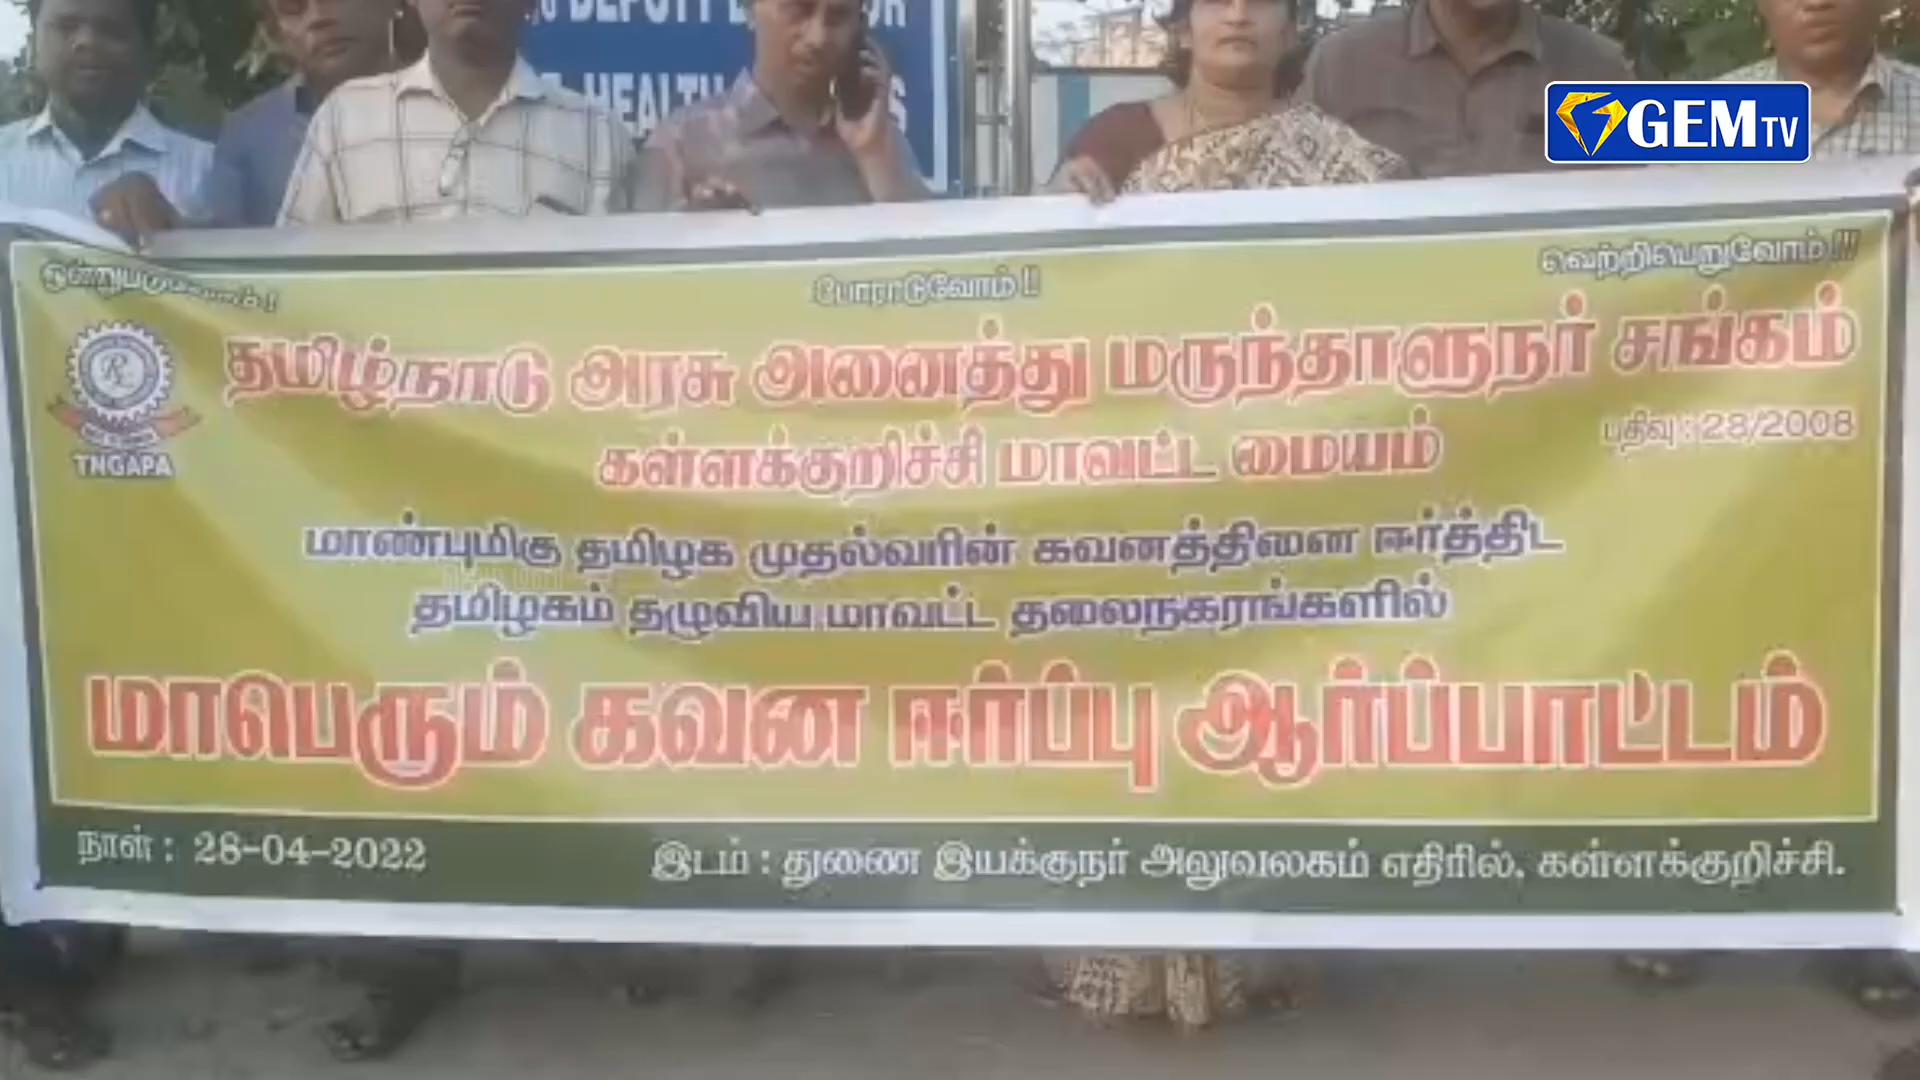 DEPUTY
HEALTH
GEM TV
போராடுவோம் !!
வெற்றிபெறுவோம் !!!
தமிழ்நாடு அரசு அனைத்து மருந்தாளுநர் சங்கம்
பதிவு : 28/2008
TNGAPA
கள்ளக்குறிச்சி மாவட்ட மையம்
மாண்புமிகு தமிழக முதல்வரின் கவனத்தினை ஈர்த்திட
தமிழகம் தழுவிய மாவட்ட தலைநகரங்களில்
மாபெரும் கவன ஈர்ப்பு ஆர்ப்பாட்டம்
நாள் : 28-04-2022
இடம் : துணை இயக்குநர் அலுவலகம் எதிரில், கள்ளக்குறிச்சி.